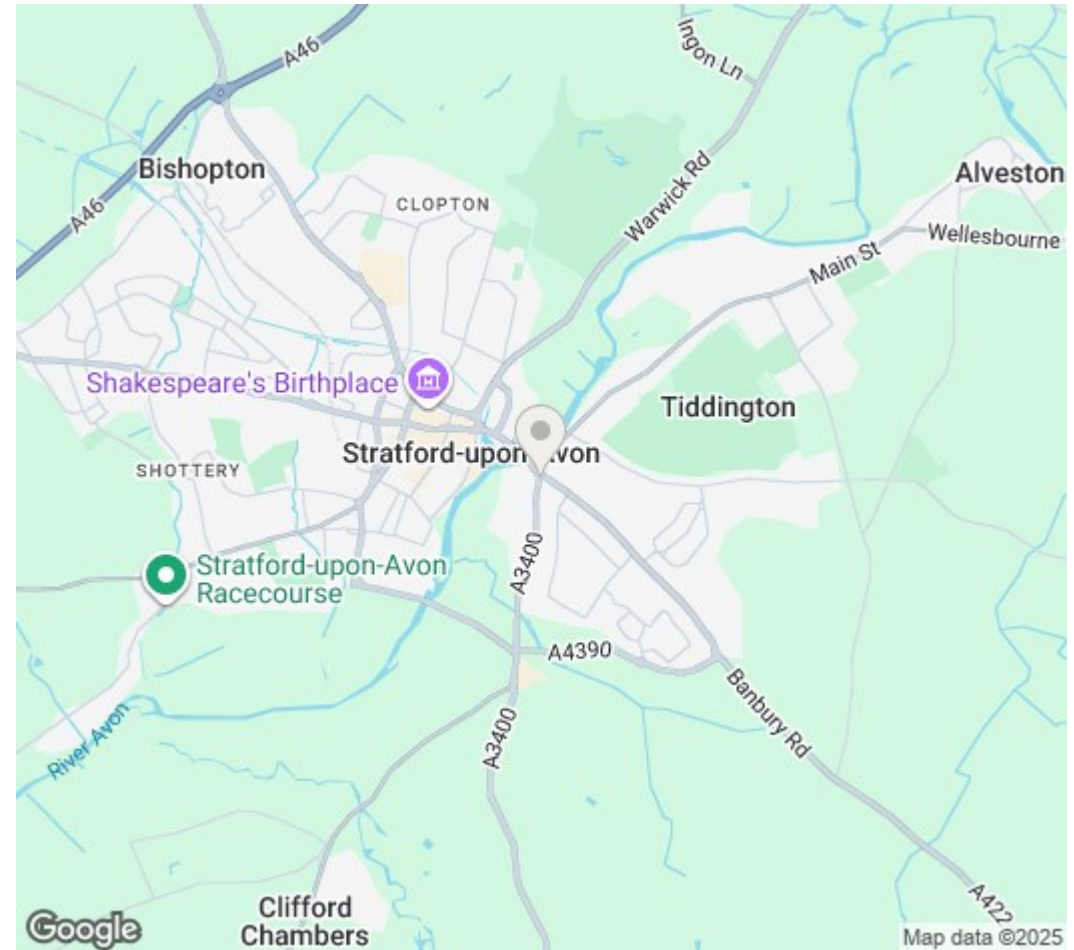 A46
Ingon Ln
Bishopton
Alveston
CLOPTON
Warwick Rd
A46
Wellesbourne
Main St
Shakespeare's Birthplace
Tiddington
Stratford-upon-Avon
SHOTTERY
A3400
Stratford-upon-Avon
Racecourse
A4390
Banbury Rd
River Avon
A3400
A422
Clifford
Chambers
Google
Map data ©2025